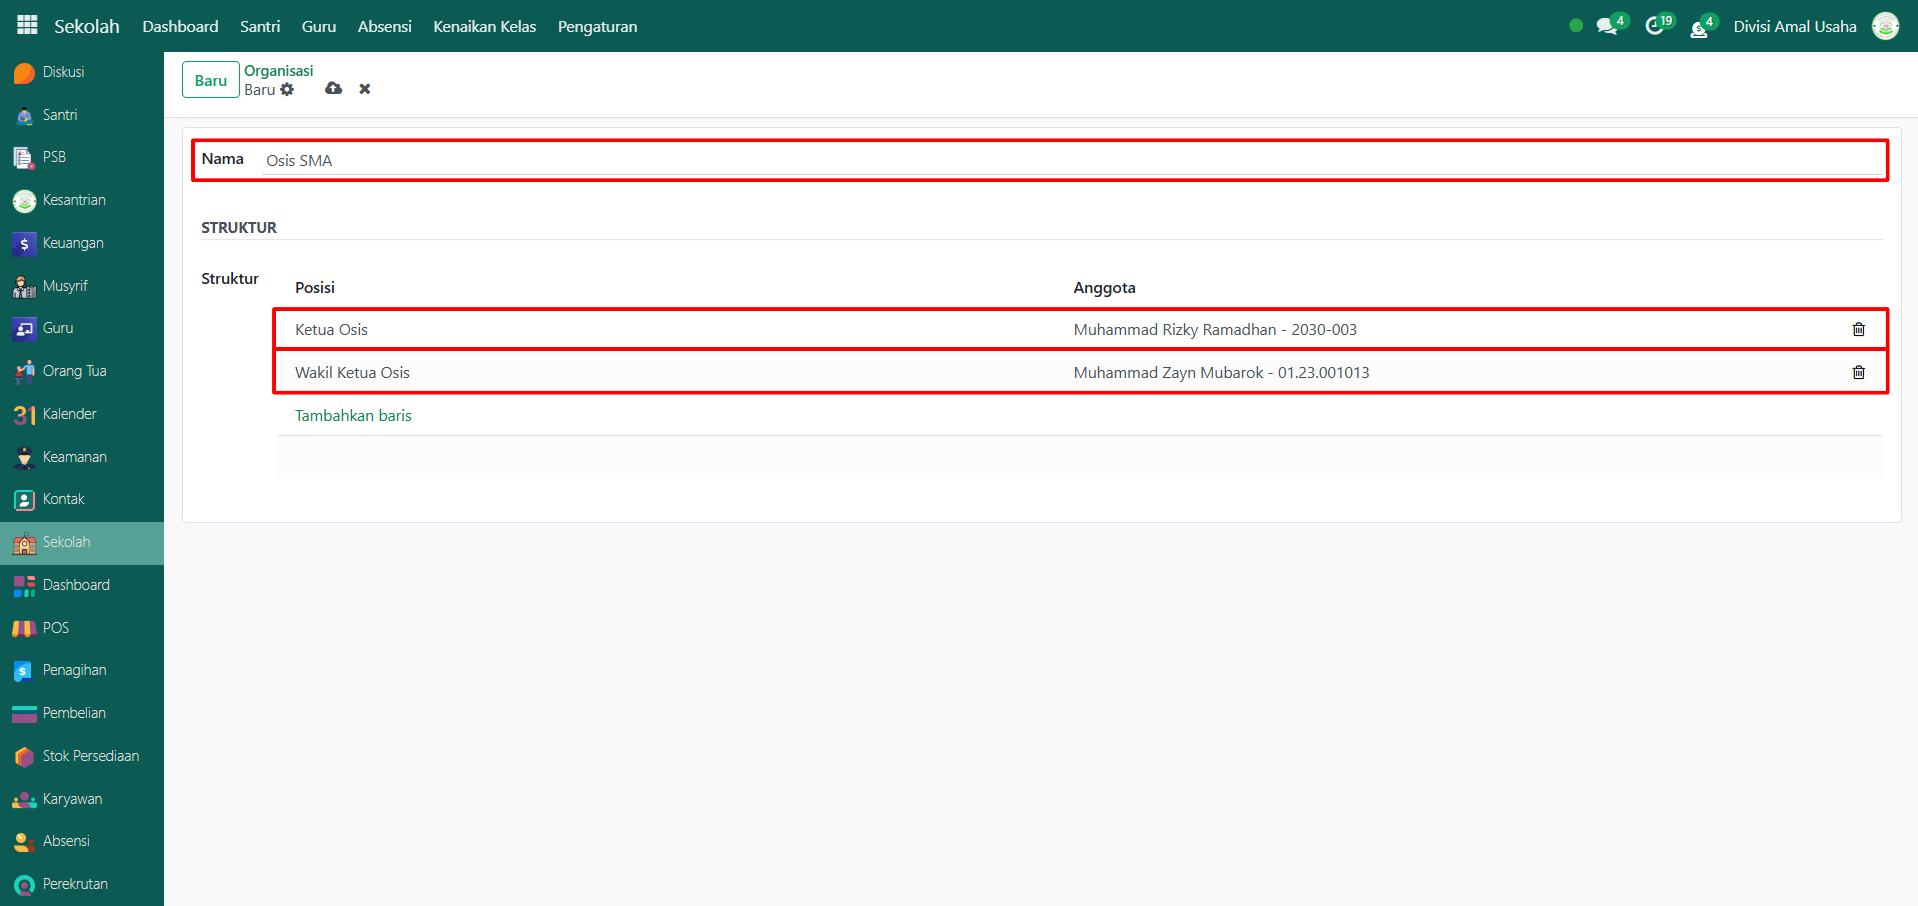 Sekolah Dashboard Santri Guru Absensi Kenaikan Kelas Pengaturan 4 19 4 Divisi Amal Usaha
Diskusi
Santri
PSB
Kesantrian
Keuangan
Musyrif
Guru
Orang Tua
31 Kalender
Keamanan
Kontak
Sekolah
Dashboard
POS
Penagihan
Pembelian
Stok Persediaan
Karyawan
Absensi
Perekrutan
Baru Organisasi
Baru
Nama Osis SMA
STRUKTUR
Struktur Posisi Anggota
Ketua Osis Muhammad Rizky Ramadhan - 2030-003
Wakil Ketua Osis Muhammad Zayn Mubarok - 01.23.001013
Tambahkan baris